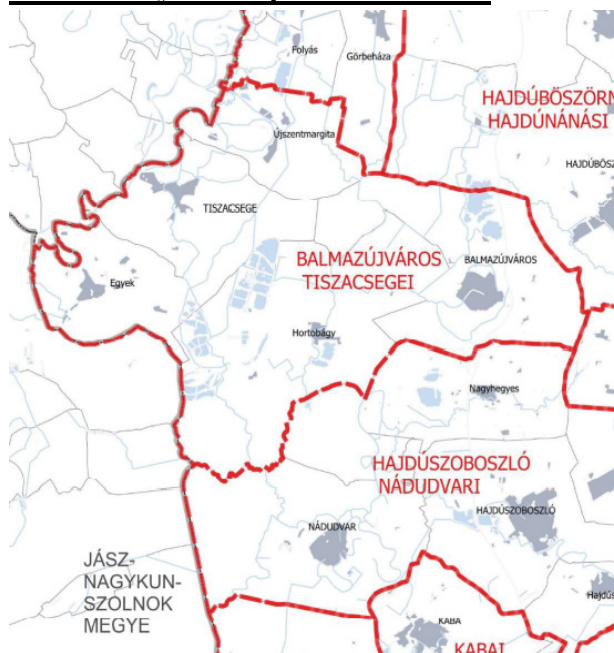 Folyás
Görbeháza
HAJDÚBÖSZÖRM
HAJDÚNÁNÁSI
Újszentmargita
HAJDÚBÖSZ
TISZACSEGE
BALMAZÚJVÁROS
TISZACSEGEI
BALMAZÚJVÁROS
Egyek
Hortobágy
Nagyhegyes
HAJDÚSZOBOSZLÓ
NÁDUDVARI
HAJDÚSZOBOSZLÓ
NÁDUDVAR
JÁSZ-
NAGYKUN-
SZOLNOK
MEGYE
Hajdús
KABA
KABAI